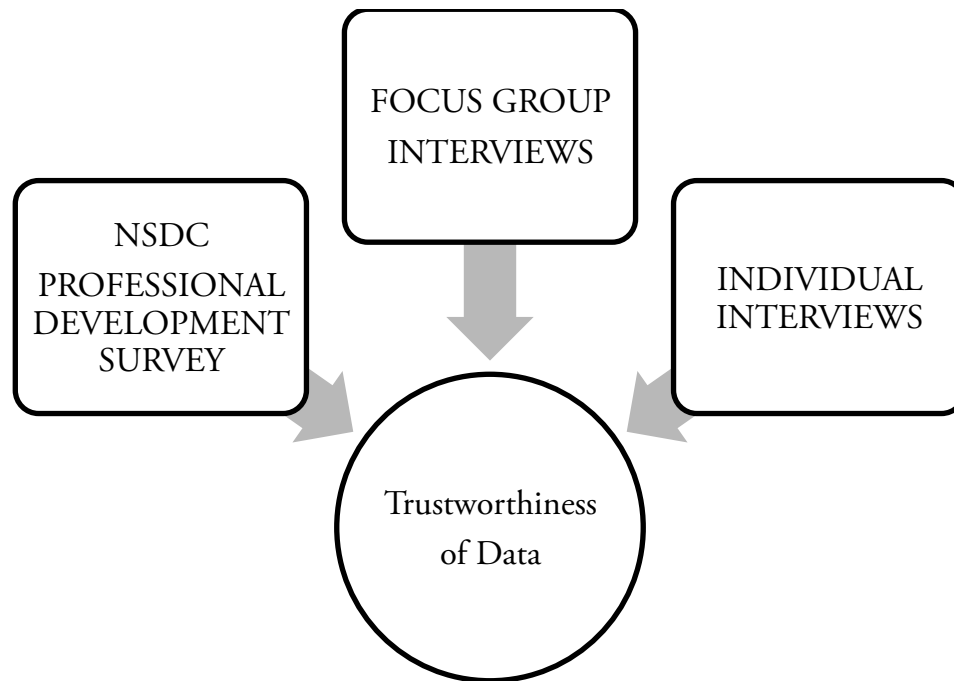 FOCUS GROUP
INTERVIEWS
NSDC
PROFESSIONAL
DEVELOPMENT
SURVEY
INDIVIDUAL
INTERVIEWS
Trustworthiness
of Data